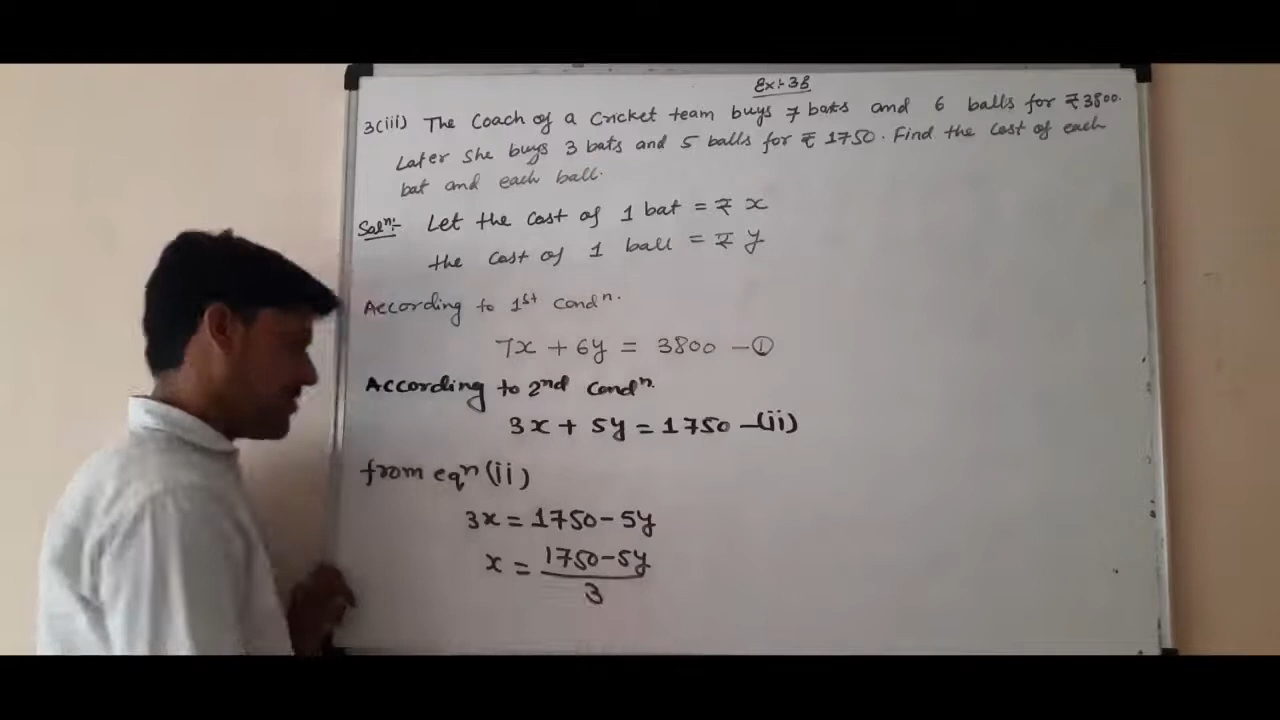 Ex:-3B
3(iii) The Coach of a Cricket team buys 7 bats and 6 balls for ₹3800.
Later She buys 3 bats and 5 balls for ₹ 1750. Find the cost of each
bat and each ball.
Solⁿ:- Let the cost of 1 bat = ₹ x
the cost of 1 ball = ₹ y
According to 1st Condⁿ.
7x + 6y = 3800 -①
According to 2nd Condⁿ.
3x + 5y = 1750 -(ii)
from eqⁿ (ii)
3x = 1750 - 5y
x = 1750-5y
3